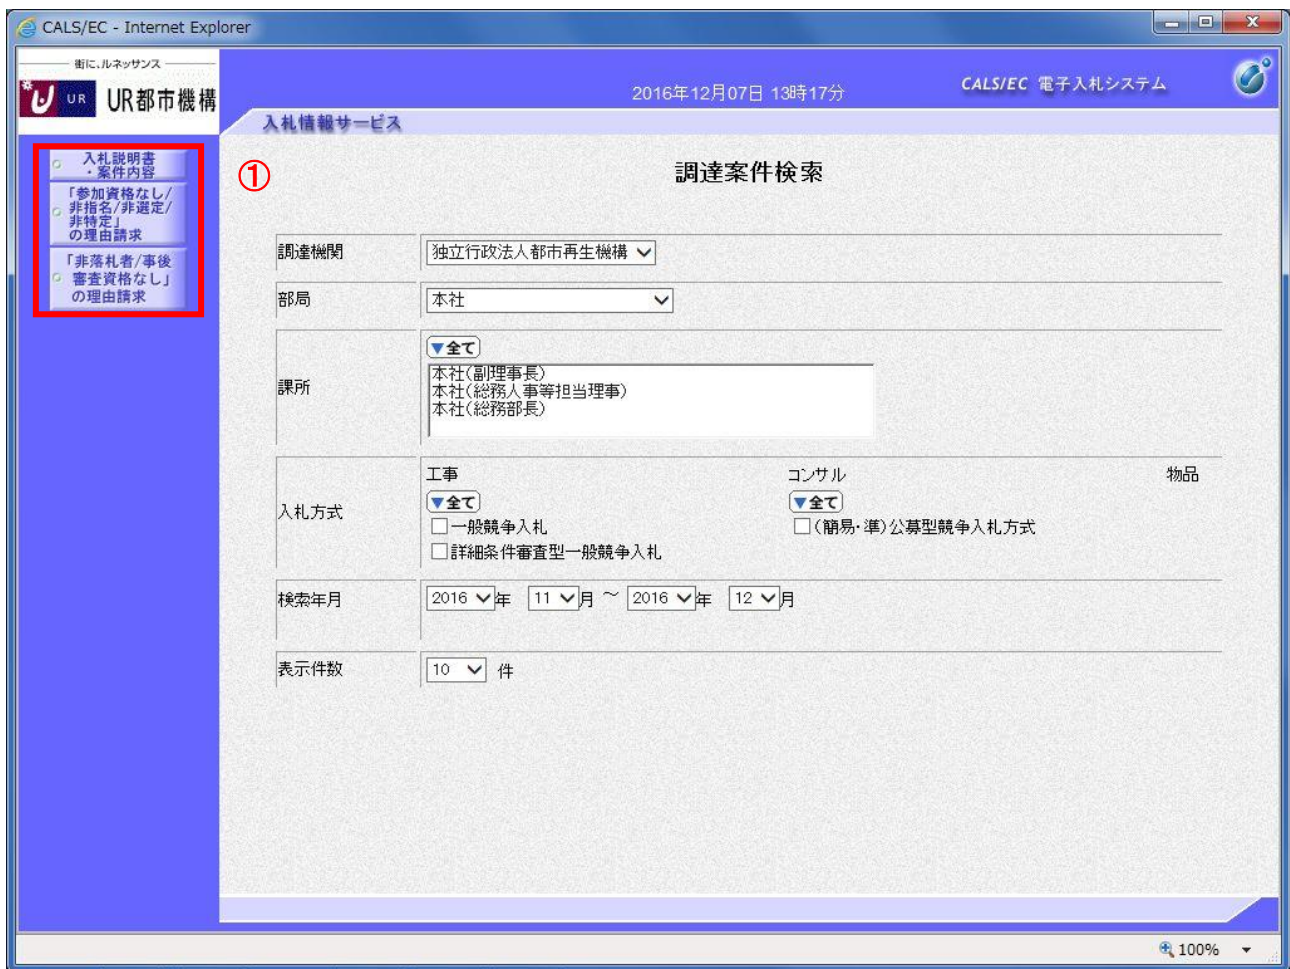 CALS/EC - Internet Explorer
街に、ルネッサンス
UR UR都市機構
2016年12月07日 13時17分
CALS/EC 電子入札システム
入札情報サービス
入札説明書
・案件内容
「参加資格なし/
非指名/非選定/
非特定」
の理由請求
「非落札者/事後
審査資格なし」
の理由請求
①
調達案件検索
調達機関 独立行政法人都市再生機構
部局 本社
課所
▼全て
本社(副理事長)
本社(総務人事等担当理事)
本社(総務部長)
入札方式
工事 コンサル 物品
▼全て ▼全て
一般競争入札 (簡易・準)公募型競争入札方式
詳細条件審査型一般競争入札
検索年月 2016 年 11 月 ～ 2016 年 12 月
表示件数 10 件
100%